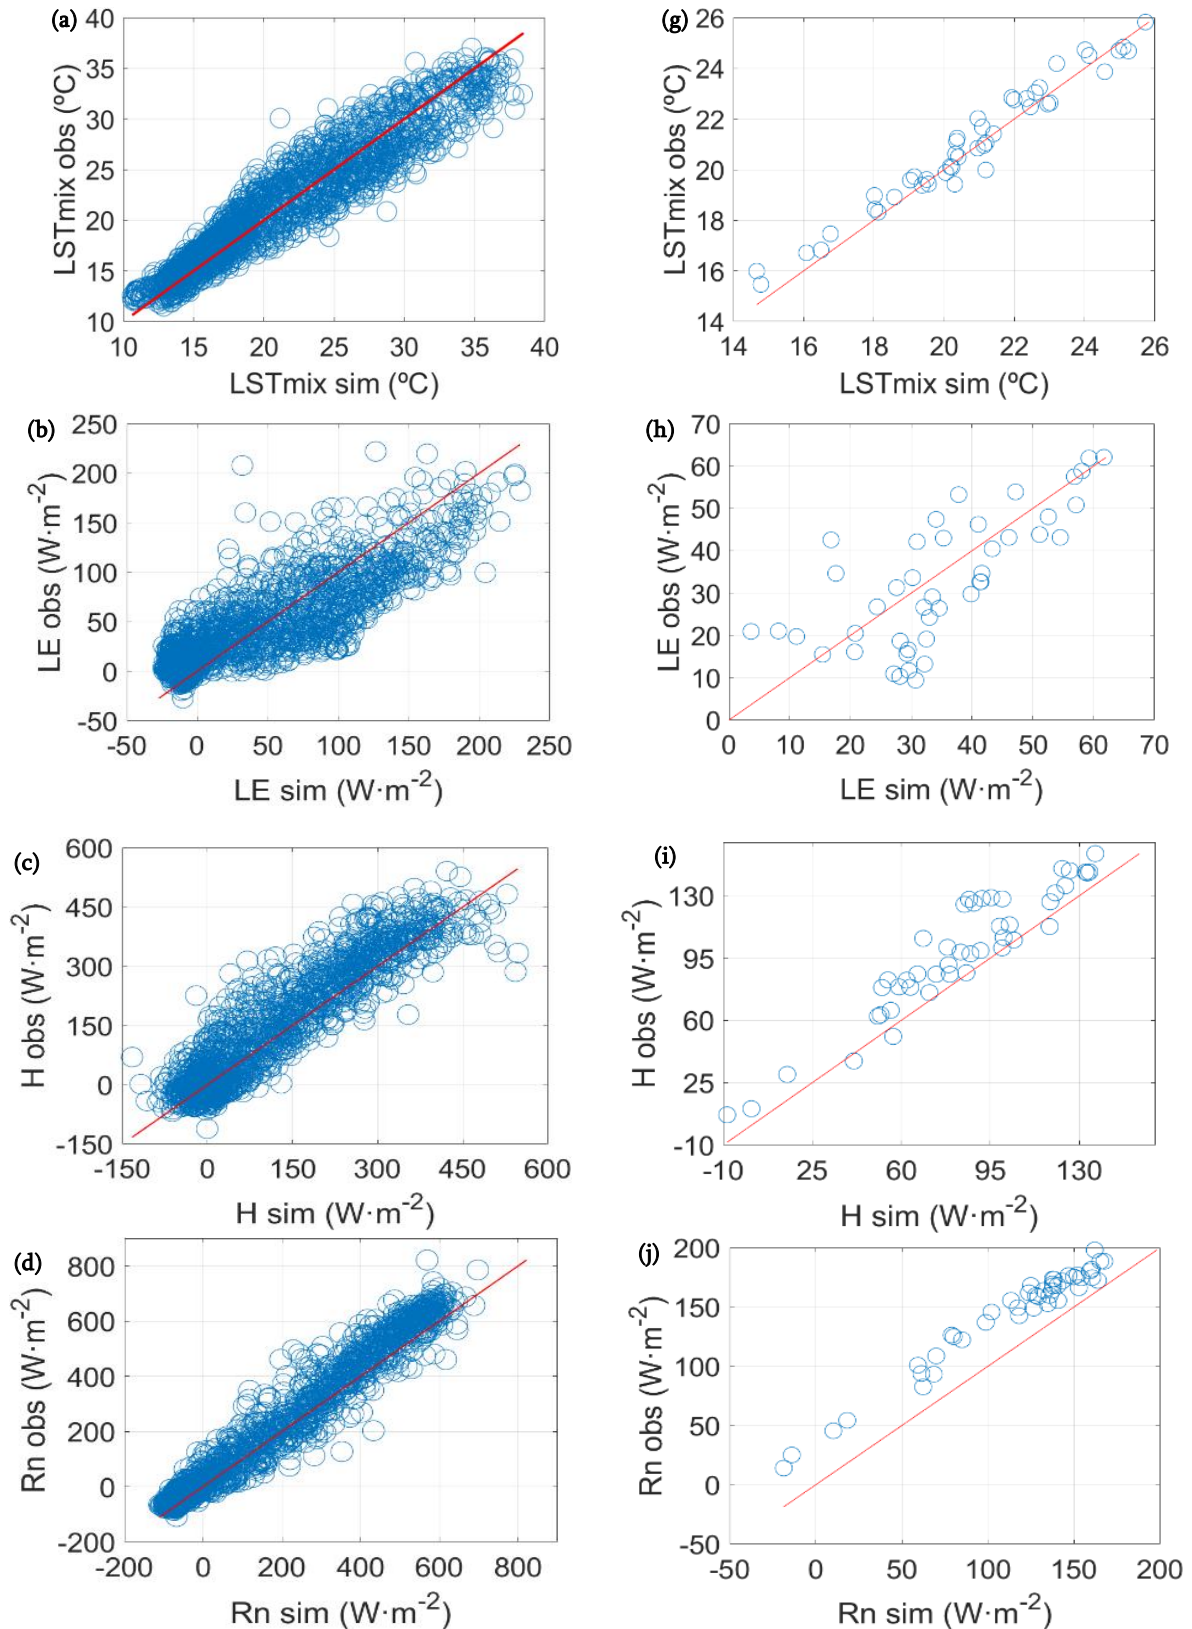 (a)
40
35
30
25
20
15
10
LSTmix obs (ºC)
10 20 30 40
LSTmix sim (ºC)
(g)
26
24
22
20
18
16
14
LSTmix obs (ºC)
14 16 18 20 22 24 26
LSTmix sim (ºC)
(b)
250
200
150
100
50
0
-50
LE obs (W·m-2)
-50 0 50 100 150 200 250
LE sim (W·m-2)
(h)
70
60
50
40
30
20
10
0
LE obs (W·m-2)
0 10 20 30 40 50 60 70
LE sim (W·m-2)
(c)
600
450
300
150
0
-150
H obs (W·m-2)
-150 0 150 300 450 600
H sim (W·m-2)
(i)
130
95
60
25
-10
H obs (W·m-2)
-10 25 60 95 130
H sim (W·m-2)
(d)
800
600
400
200
0
-200
Rn obs (W·m-2)
-200 0 200 400 600 800
Rn sim (W·m-2)
(j)
200
150
100
50
0
-50
Rn obs (W·m-2)
-50 0 50 100 150 200
Rn sim (W·m-2)